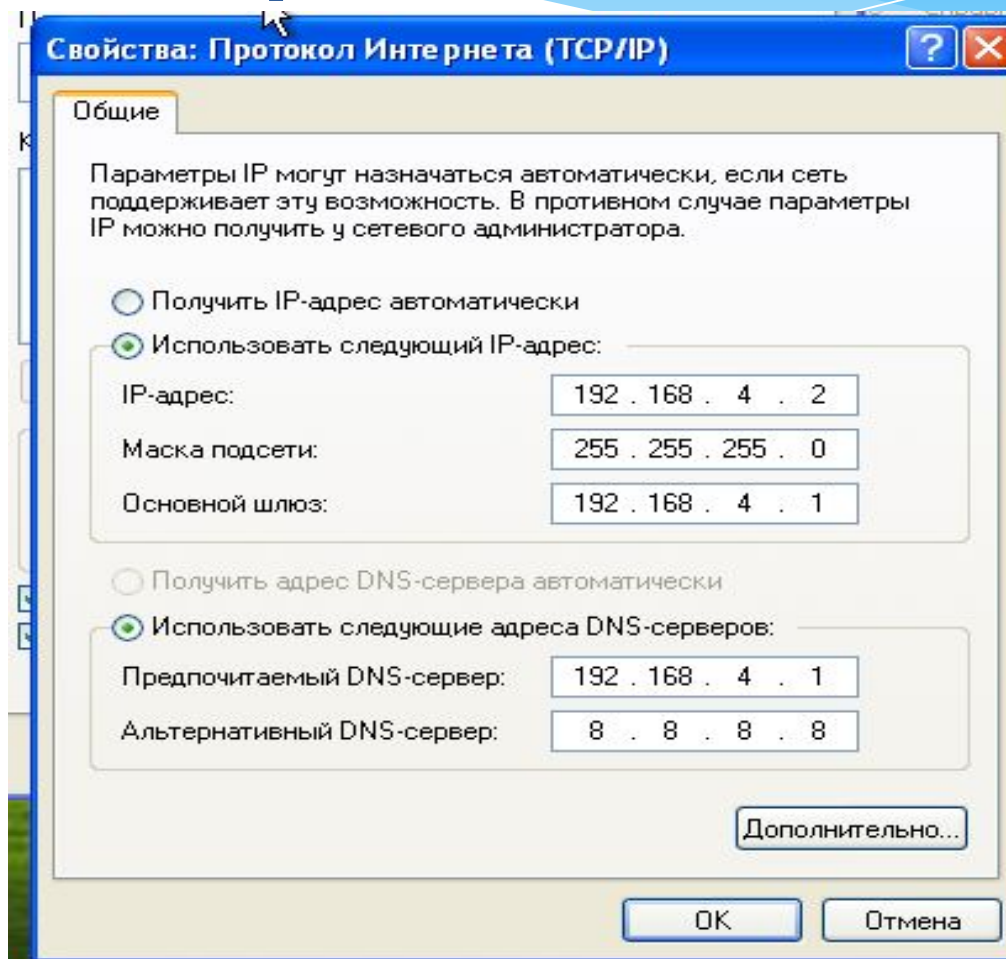 Свойства: Протокол Интернета (TCP/IP)
Общие
Параметры IP могут назначаться автоматически, если сеть
поддерживает эту возможность. В противном случае параметры
IP можно получить у сетевого администратора.
Получить IP-адрес автоматически
Использовать следующий IP-адрес:
IP-адрес: 192 . 168 . 4 . 2
Маска подсети: 255 . 255 . 255 . 0
Основной шлюз: 192 . 168 . 4 . 1
Получить адрес DNS-сервера автоматически
Использовать следующие адреса DNS-серверов:
Предпочитаемый DNS-сервер: 192 . 168 . 4 . 1
Альтернативный DNS-сервер: 8 . 8 . 8 . 8
Дополнительно...
OK Отмена